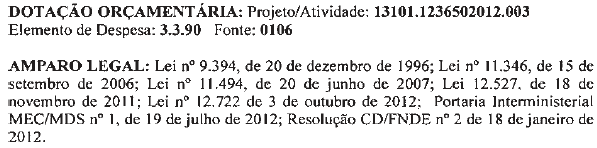 DOTAÇÃO ORÇAMENTÁRIA: Projeto/Atividade: 13101.1236502012.003
Elemento de Despesa: 3.3.90 Fonte: 0106
AMPARO LEGAL: Lei nº 9.394, de 20 de dezembro de 1996; Lei nº 11.346, de 15 de
setembro de 2006; Lei nº 11.494, de 20 de junho de 2007; Lei 12.527, de 18 de
novembro de 2011; Lei nº 12.722 de 3 de outubro de 2012; Portaria Interministerial
MEC/MDS nº 1, de 19 de julho de 2012; Resolução CD/FNDE nº 2 de 18 de janeiro de
2012.